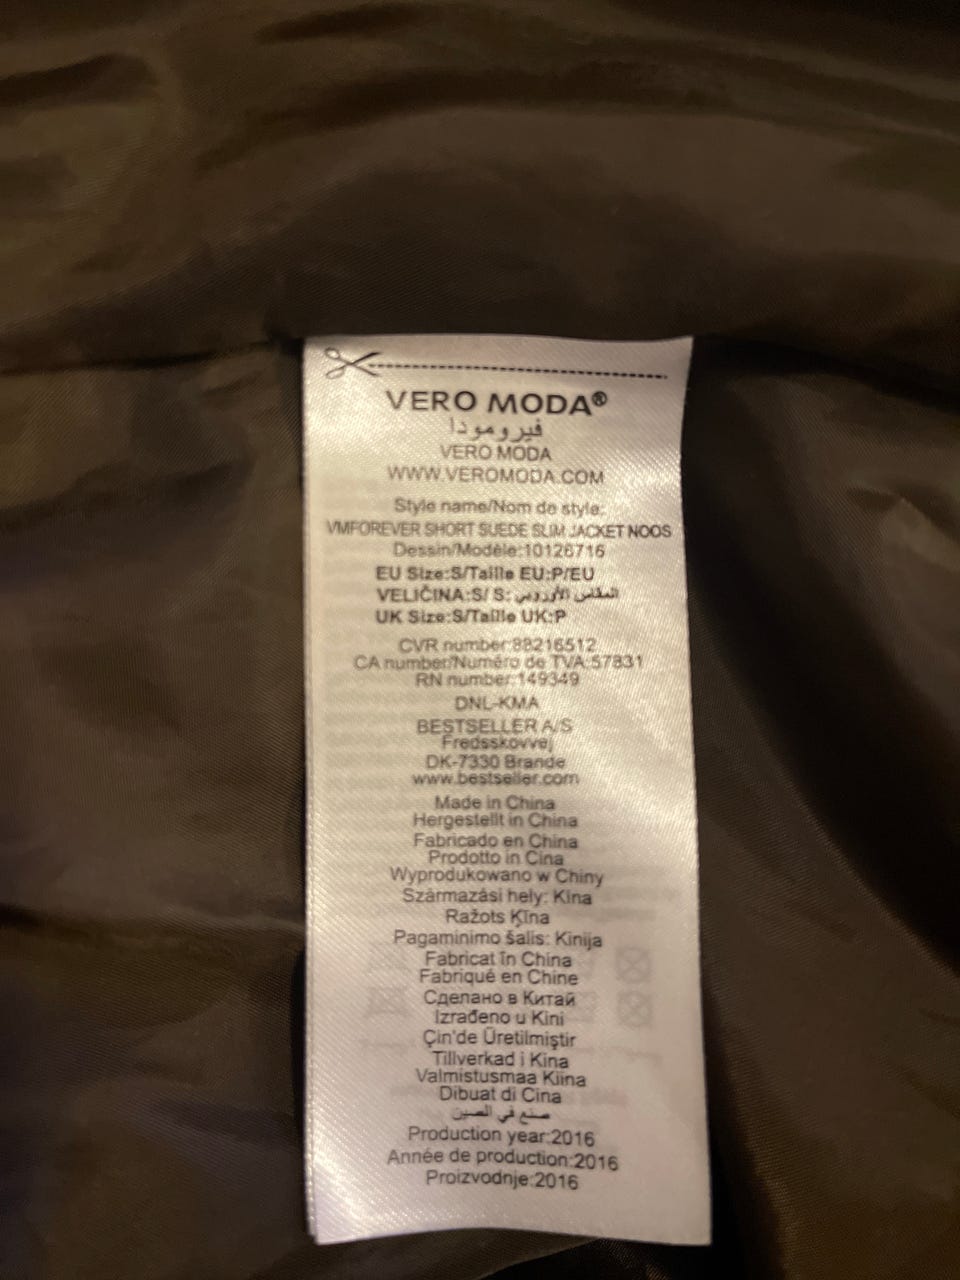 VERO MODA®
فيرومودا
VERO MODA
WWW.VEROMODA.COM
Style name/Nom de style:
VMFOREVER SHORT SUEDE SLIM JACKET NOOS
Dessin/Modèle:10126716
EU Size:S/Taille EU:P/EU
VELIČINA:S/ S: المقاس الأوروبي
UK Size:S/Taille UK:P
CVR number:88216512
CA number/Numéro de TVA:57831
RN number:149349
DNL-KMA
BESTSELLER A/S
Fredsskovvej
DK-7330 Brande
www.bestseller.com
Made in China
Hergestellt in China
Fabricado en China
Prodotto in Cina
Wyprodukowano w Chiny
Származási hely: Kína
Ražots Ķīna
Pagaminimo šalis: Kinija
Fabricat în China
Fabriqué en Chine
Сделано в Китай
Izrađeno u Kini
Çin'de Üretilmiştir
Tillverkad i Kina
Valmistusmaa Kiina
Dibuat di Cina
صنع في الصين
Production year:2016
Année de production:2016
Proizvodnje:2016